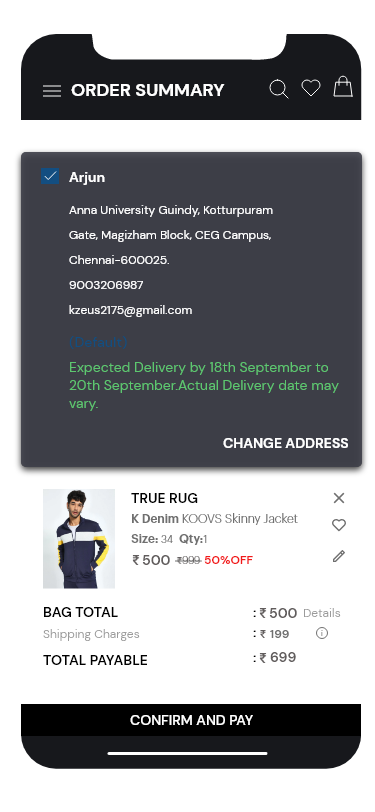 ORDER SUMMARY
Arjun
Anna University Guindy, Kotturpuram
Gate, Magizham Block, CEG Campus,
Chennai-600025.
9003206987
kzeus2175@gmail.com
Expected Delivery by 18th September to
20th September.Actual Delivery date may
vary.
CHANGE ADDRESS
TRUE RUG
K Denim KOOVS Skinny Jacket
Size: 34 Qty:1
₹ 500 ₹999 50%OFF
BAG TOTAL : ₹ 500 Details
Shipping Charges : ₹ 199
TOTAL PAYABLE : ₹ 699
CONFIRM AND PAY